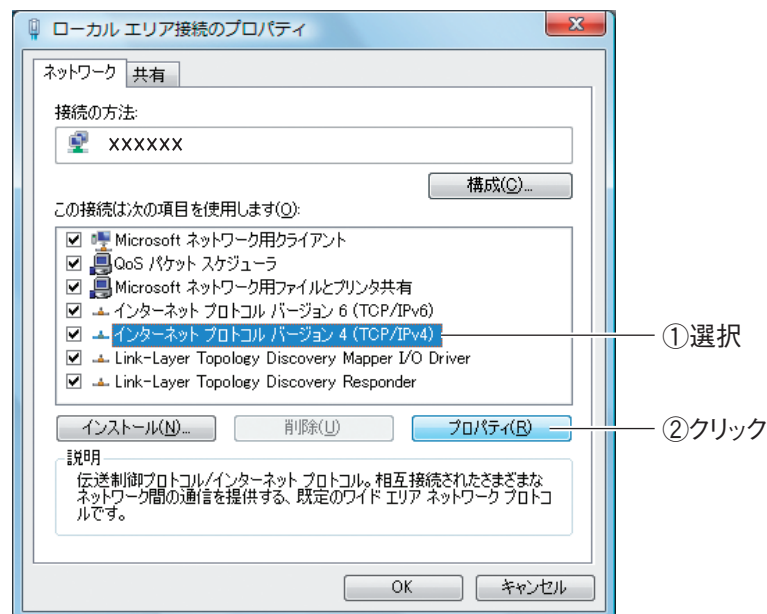 ローカル エリア接続のプロパティ
ネットワーク 共有
接続の方法:
XXXXXX
構成(C)...
この接続は次の項目を使用します(O):
Microsoft ネットワーク用クライアント
QoS パケット スケジューラ
Microsoft ネットワーク用ファイルとプリンタ共有
インターネット プロトコル バージョン 6 (TCP/IPv6)
インターネット プロトコル バージョン 4 (TCP/IPv4)
①選択
Link-Layer Topology Discovery Mapper I/O Driver
Link-Layer Topology Discovery Responder
インストール(N)... 削除(U) プロパティ(R)
②クリック
説明
伝送制御プロトコル/インターネット プロトコル。相互接続されたさまざまな
ネットワーク間の通信を提供する、既定のワイド エリア ネットワーク プロトコ
ルです。
OK キャンセル